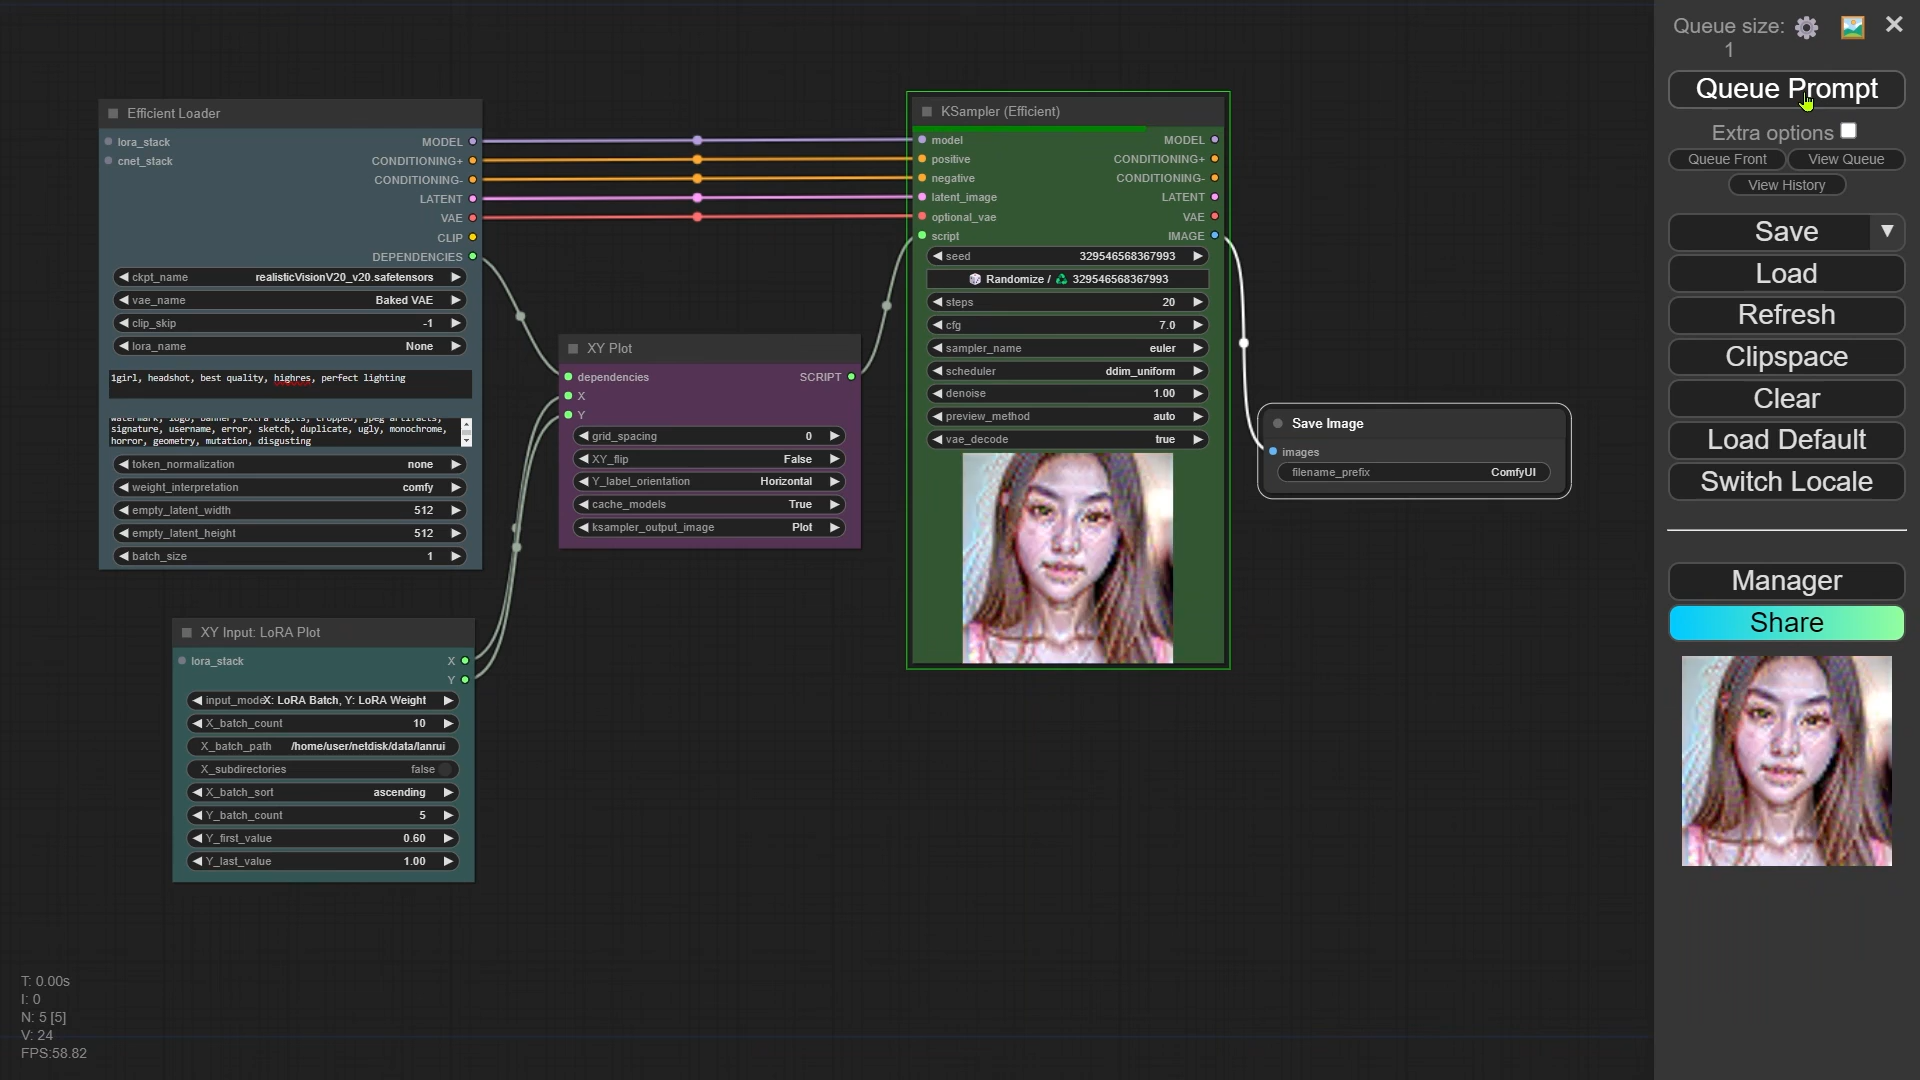 Efficient Loader
lora_stack
cnet_stack
MODEL
CONDITIONING+
CONDITIONING-
LATENT
VAE
CLIP
DEPENDENCIES
ckpt_name realisticVisionV20_v20.safetensors
vae_name Baked VAE
clip_skip -1
lora_name None
1girl, headshot, best quality, highres, perfect lighting
watermark, logo, banner, extra digits, cropped, jpeg artifacts,
signature, username, error, sketch, duplicate, ugly, monochrome,
horror, geometry, mutation, disgusting
token_normalization none
weight_interpretation comfy
empty_latent_width 512
empty_latent_height 512
batch_size 1
XY Input: LoRA Plot
lora_stack X
Y
input_mode X: LoRA Batch, Y: LoRA Weight
X_batch_count 10
X_batch_path /home/user/netdisk/data/lanrui
X_subdirectories false
X_batch_sort ascending
Y_batch_count 5
Y_first_value 0.60
Y_last_value 1.00
XY Plot
dependencies SCRIPT
X
Y
grid_spacing 0
XY_flip False
Y_label_orientation Horizontal
cache_models True
ksampler_output_image Plot
KSampler (Efficient)
model MODEL
positive CONDITIONING+
negative CONDITIONING-
latent_image LATENT
optional_vae VAE
script IMAGE
seed 329546568367993
Randomize / 329546568367993
steps 20
cfg 7.0
sampler_name euler
scheduler ddim_uniform
denoise 1.00
preview_method auto
vae_decode true
Save Image
images
filename_prefix ComfyUI
Queue size:
1
Queue Prompt
Extra options
Queue Front View Queue
View History
Save
Load
Refresh
Clipspace
Clear
Load Default
Switch Locale
Manager
Share
T: 0.00s
I: 0
N: 5 [5]
V: 24
FPS:58.82